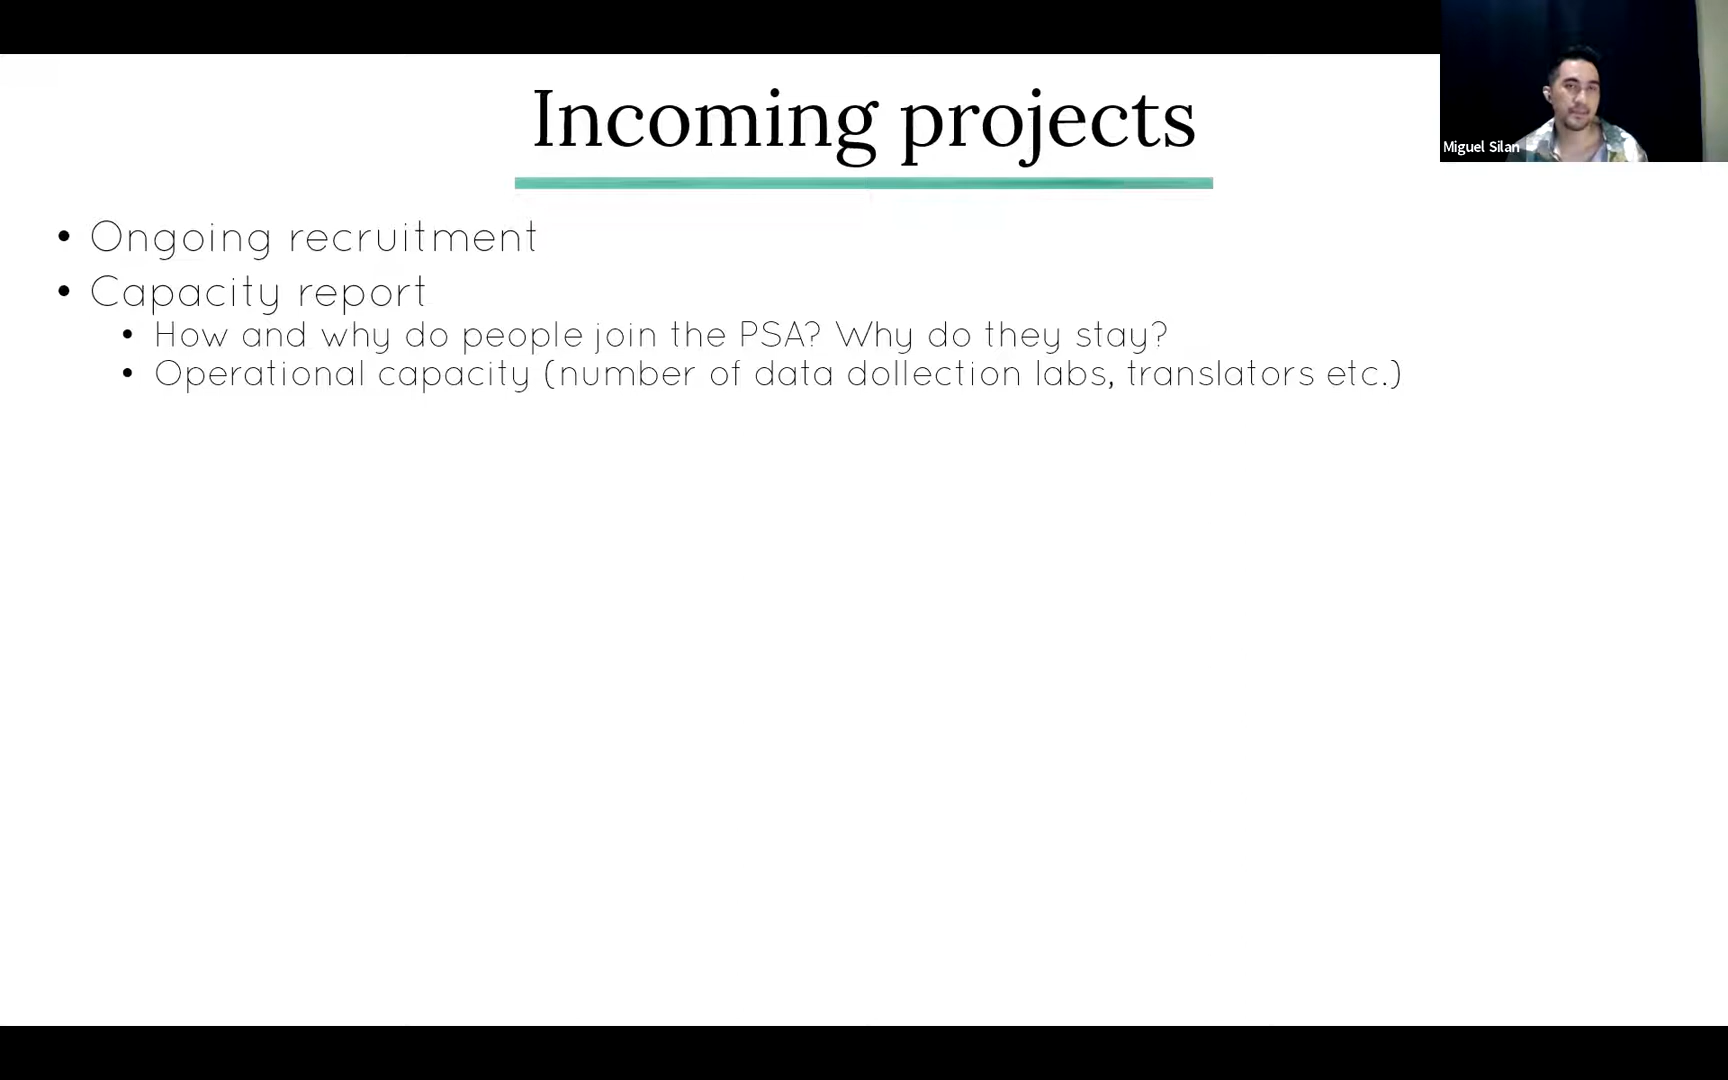 Incoming projects
Miguel Silan
• Ongoing recruitment
• Capacity report
• How and why do people join the PSA? Why do they stay?
• Operational capacity (number of data dollection labs, translators etc.)